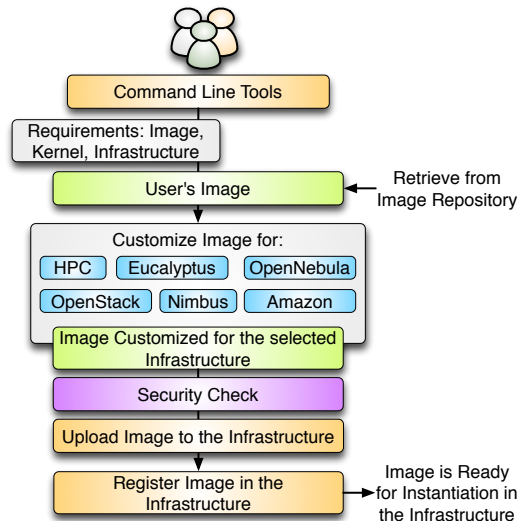 Command Line Tools
Requirements: Image,
Kernel, Infrastructure
User's Image
Retrieve from
Image Repository
Customize Image for:
HPC
Eucalyptus
OpenNebula
OpenStack
Nimbus
Amazon
Image Customized for the selected
Infrastructure
Security Check
Upload Image to the Infrastructure
Register Image in the
Infrastructure
Image is Ready
for Instantiation in
the Infrastructure